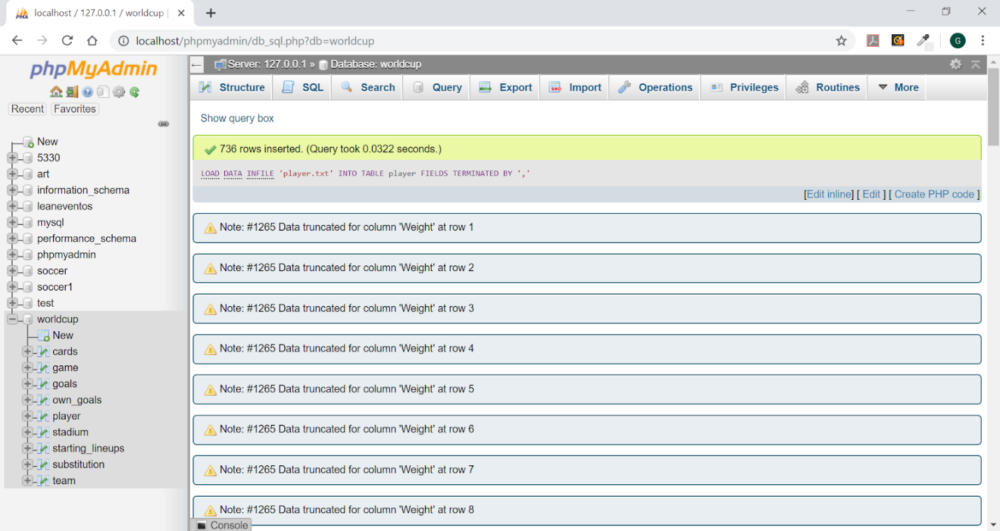 localhost / 127.0.0.1 / worldcup |
localhost/phpmyadmin/db_sql.php?db=worldcup
G
phpMyAdmin
Recent Favorites
New
5330
art
information_schema
leaneventos
mysql
performance_schema
phpmyadmin
soccer
soccer1
test
worldcup
New
cards
game
goals
own_goals
player
stadium
starting_lineups
substitution
team
Server: 127.0.0.1 » Database: worldcup
Structure SQL Search Query Export Import Operations Privileges Routines More
Show query box
736 rows inserted. (Query took 0.0322 seconds.)
LOAD DATA INFILE 'player.txt' INTO TABLE player FIELDS TERMINATED BY ','
[Edit inline] [ Edit ] [ Create PHP code ]
Note: #1265 Data truncated for column 'Weight' at row 1
Note: #1265 Data truncated for column 'Weight' at row 2
Note: #1265 Data truncated for column 'Weight' at row 3
Note: #1265 Data truncated for column 'Weight' at row 4
Note: #1265 Data truncated for column 'Weight' at row 5
Note: #1265 Data truncated for column 'Weight' at row 6
Note: #1265 Data truncated for column 'Weight' at row 7
Note: #1265 Data truncated for column 'Weight' at row 8
Console